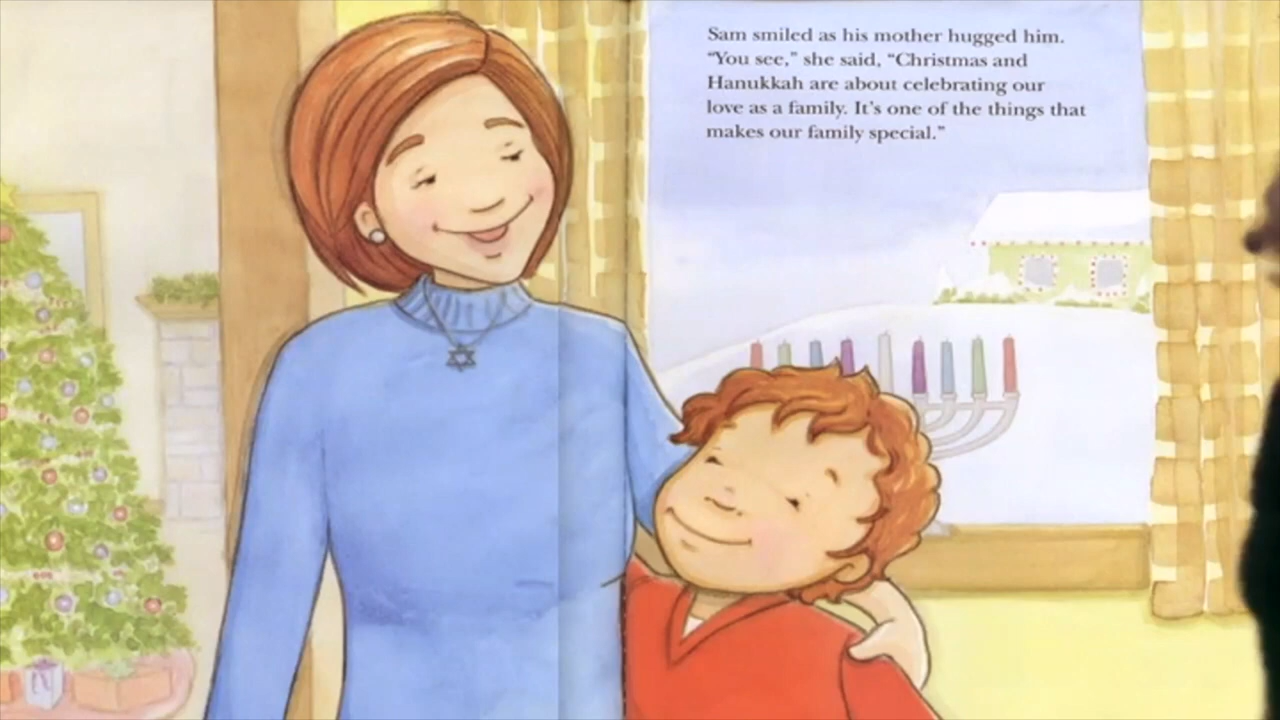 Sam smiled as his mother hugged him.
“You see,” she said, “Christmas and
Hanukkah are about celebrating our
love as a family. It’s one of the things that
makes our family special.”